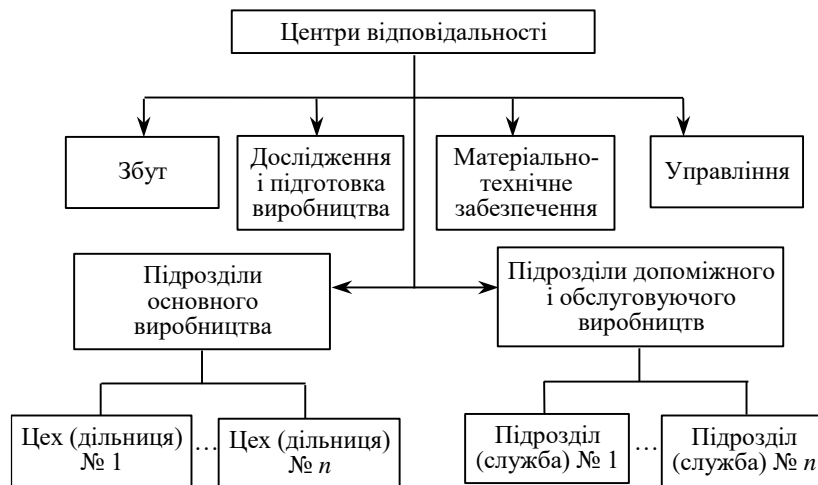 Центри відповідальності
Збут
Дослідження
і підготовка
виробництва
Матеріально-
технічне
забезпечення
Управління
Підрозділи
основного
виробництва
Підрозділи допоміжного
і обслуговуючого
виробництв
Цех (дільниця)
№ 1
…
Цех (дільниця)
№ n
Підрозділ
(служба) № 1
…
Підрозділ
(служба) № n